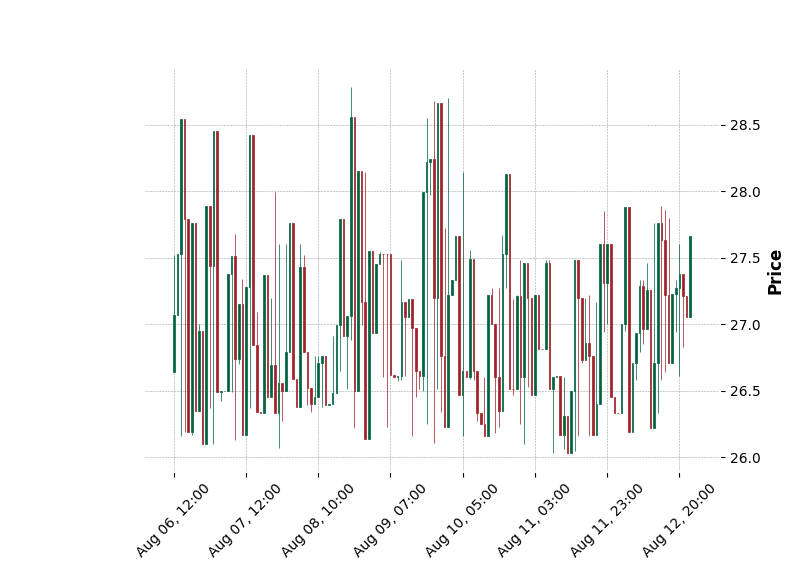 28.5
28.0
27.5
27.0
26.5
26.0
Price
Aug 06, 12:00
Aug 07, 12:00
Aug 08, 10:00
Aug 09, 07:00
Aug 10, 05:00
Aug 11, 03:00
Aug 11, 23:00
Aug 12, 20:00